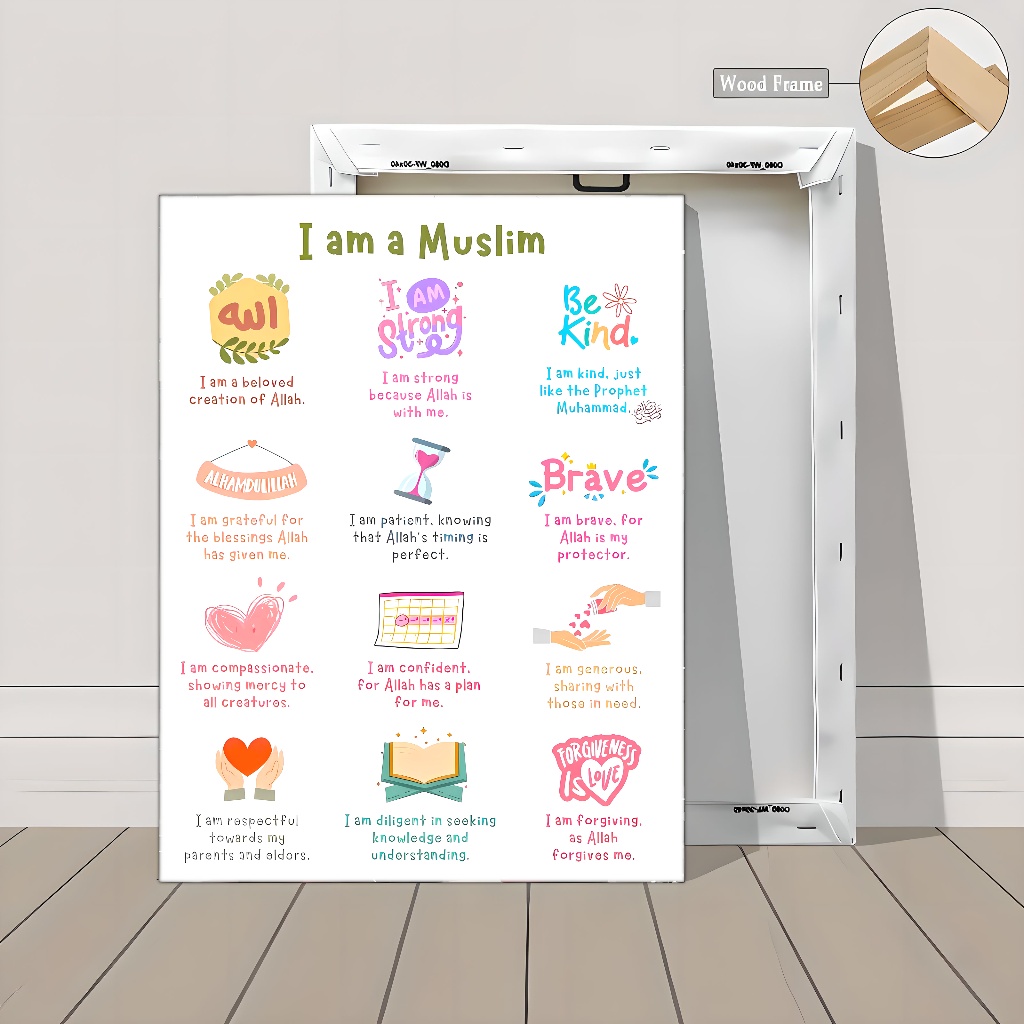 Wood Frame
I am a Muslim
الله
I AM
Strong
Be
Kind.
I am a beloved
creation of Allah.
I am strong
because Allah is
with me.
I am kind, just
like the Prophet
Muhammad.
ﷺ
ALHAMDULILLAH
Brave
I am grateful for
the blessings Allah
has given me.
I am patient, knowing
that Allah's timing is
perfect.
I am brave, for
Allah is my
protector.
I am compassionate,
showing mercy to
all creatures.
I am confident,
for Allah has a plan
for me.
I am generous,
sharing with
those in need.
FORGIVENESS
IS LOVE
I am respectful
towards my
parents and elders.
I am diligent in seeking
knowledge and
understanding.
I am forgiving,
as Allah
forgives me.